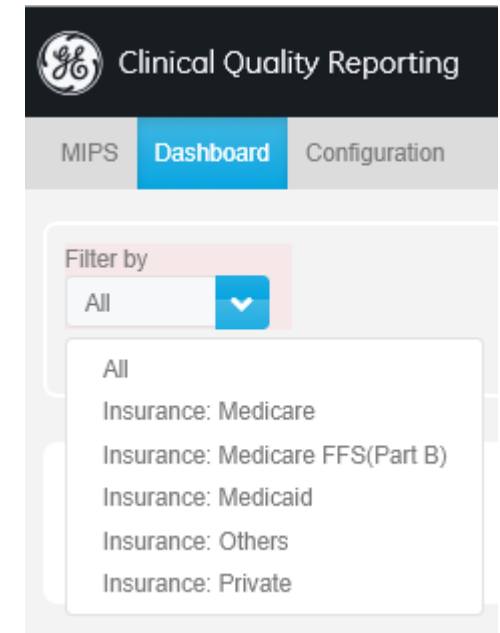 GE Clinical Quality Reporting
MIPS Dashboard Configuration
Filter by
All
All
Insurance: Medicare
Insurance: Medicare FFS(Part B)
Insurance: Medicaid
Insurance: Others
Insurance: Private